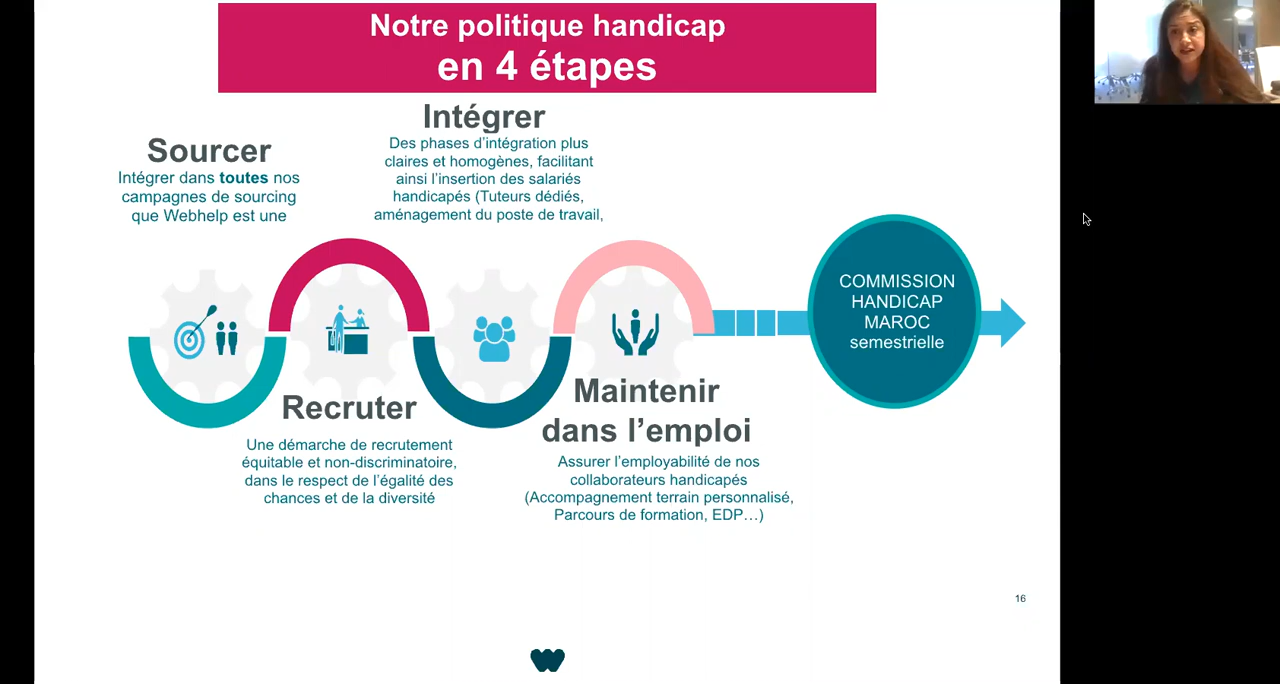 Notre politique handicap
en 4 étapes
Sourcer
Intégrer dans toutes nos
campagnes de sourcing
que Webhelp est une
Intégrer
Des phases d’intégration plus
claires et homogènes, facilitant
ainsi l’insertion des salariés
handicapés (Tuteurs dédiés,
aménagement du poste de travail,
Recruter
Une démarche de recrutement
équitable et non-discriminatoire,
dans le respect de l’égalité des
chances et de la diversité
Maintenir
dans l’emploi
Assurer l’employabilité de nos
collaborateurs handicapés
(Accompagnement terrain personnalisé,
Parcours de formation, EDP…)
COMMISSION
HANDICAP
MAROC
semestrielle
16